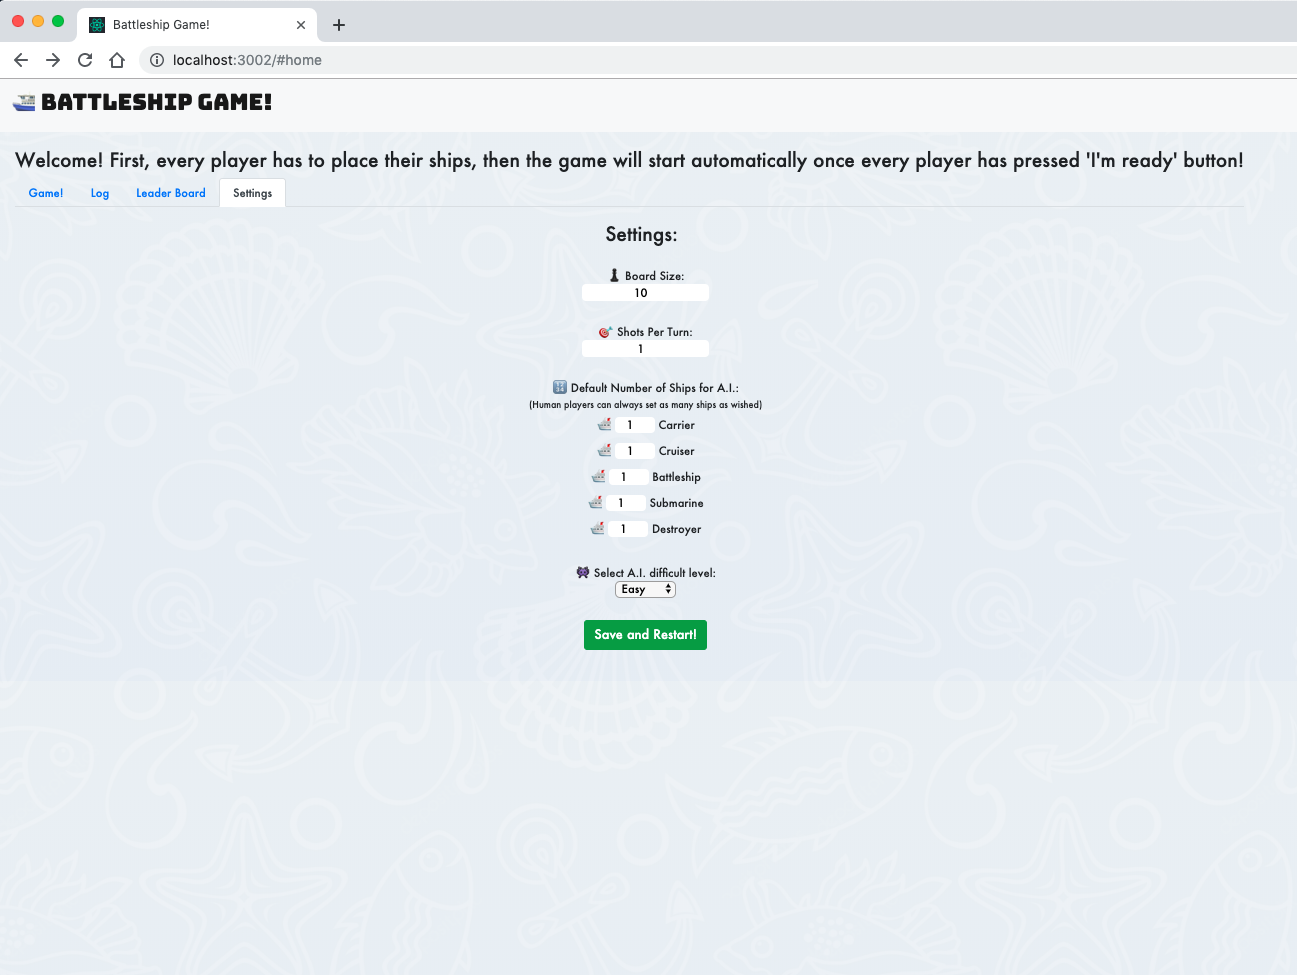 Battleship Game!
localhost:3002/#home
BATTLESHIP GAME!
Welcome! First, every player has to place their ships, then the game will start automatically once every player has pressed 'I'm ready' button!
Game! Log Leader Board Settings
Settings:
Board Size:
10
Shots Per Turn:
1
Default Number of Ships for A.I.:
(Human players can always set as many ships as wished)
1 Carrier
1 Cruiser
1 Battleship
1 Submarine
1 Destroyer
Select A.I. difficult level:
Easy
Save and Restart!